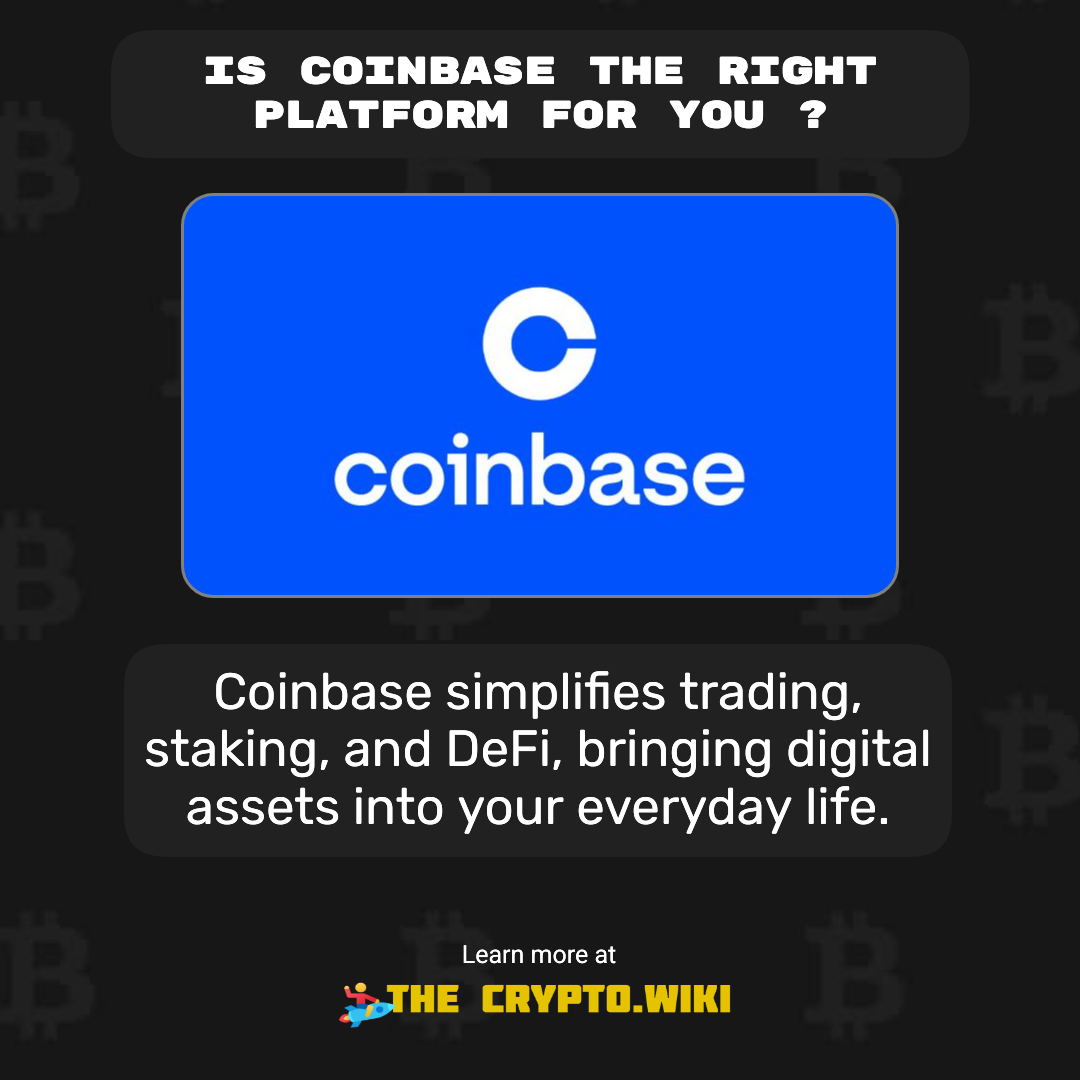 IS COINBASE THE RIGHT
PLATFORM FOR YOU ?
coinbase
Coinbase simplifies trading,
staking, and DeFi, bringing digital
assets into your everyday life.
Learn more at
THE CRYPTO.WIKI